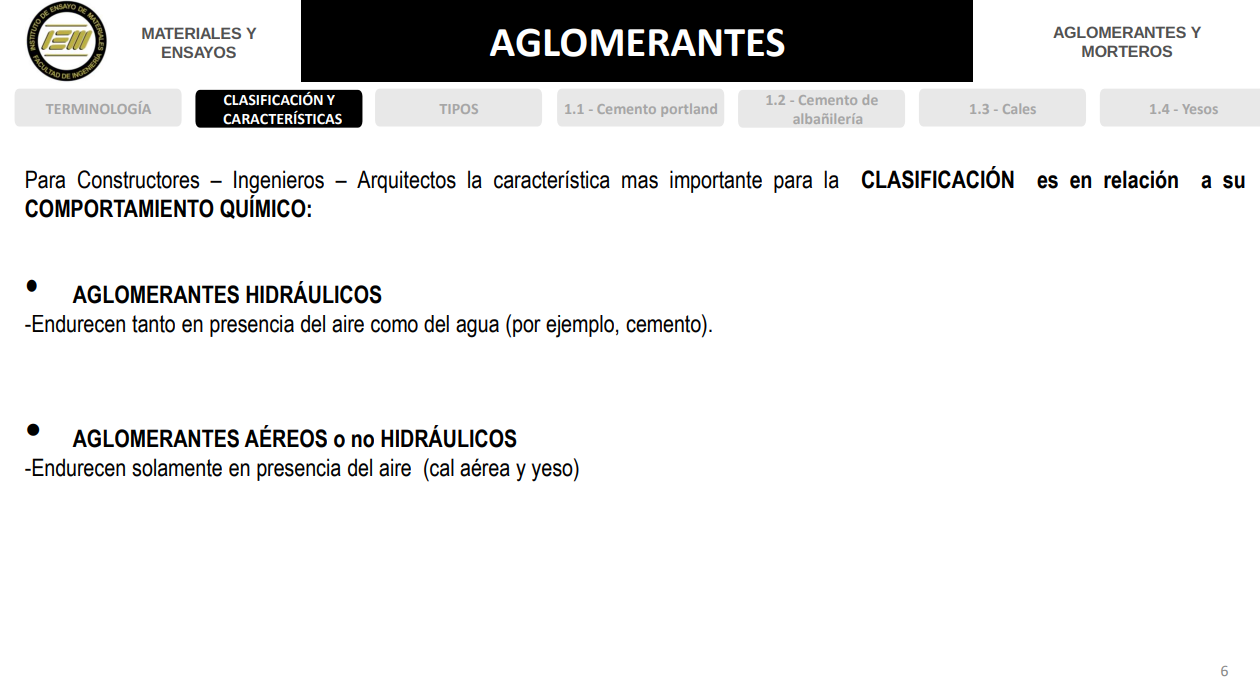 INSTITUTO DE ENSAYO DE MATERIALES
IEM
FACULTAD DE INGENIERÍA
MATERIALES Y
ENSAYOS
AGLOMERANTES
AGLOMERANTES Y
MORTEROS
TERMINOLOGÍA
CLASIFICACIÓN Y
CARACTERÍSTICAS
TIPOS
1.1 - Cemento portland
1.2 - Cemento de
albañilería
1.3 - Cales
1.4 - Yesos
Para Constructores – Ingenieros – Arquitectos la característica mas importante para la CLASIFICACIÓN es en relación a su
COMPORTAMIENTO QUÍMICO:
• AGLOMERANTES HIDRÁULICOS
-Endurecen tanto en presencia del aire como del agua (por ejemplo, cemento).
• AGLOMERANTES AÉREOS o no HIDRÁULICOS
-Endurecen solamente en presencia del aire (cal aérea y yeso)
6